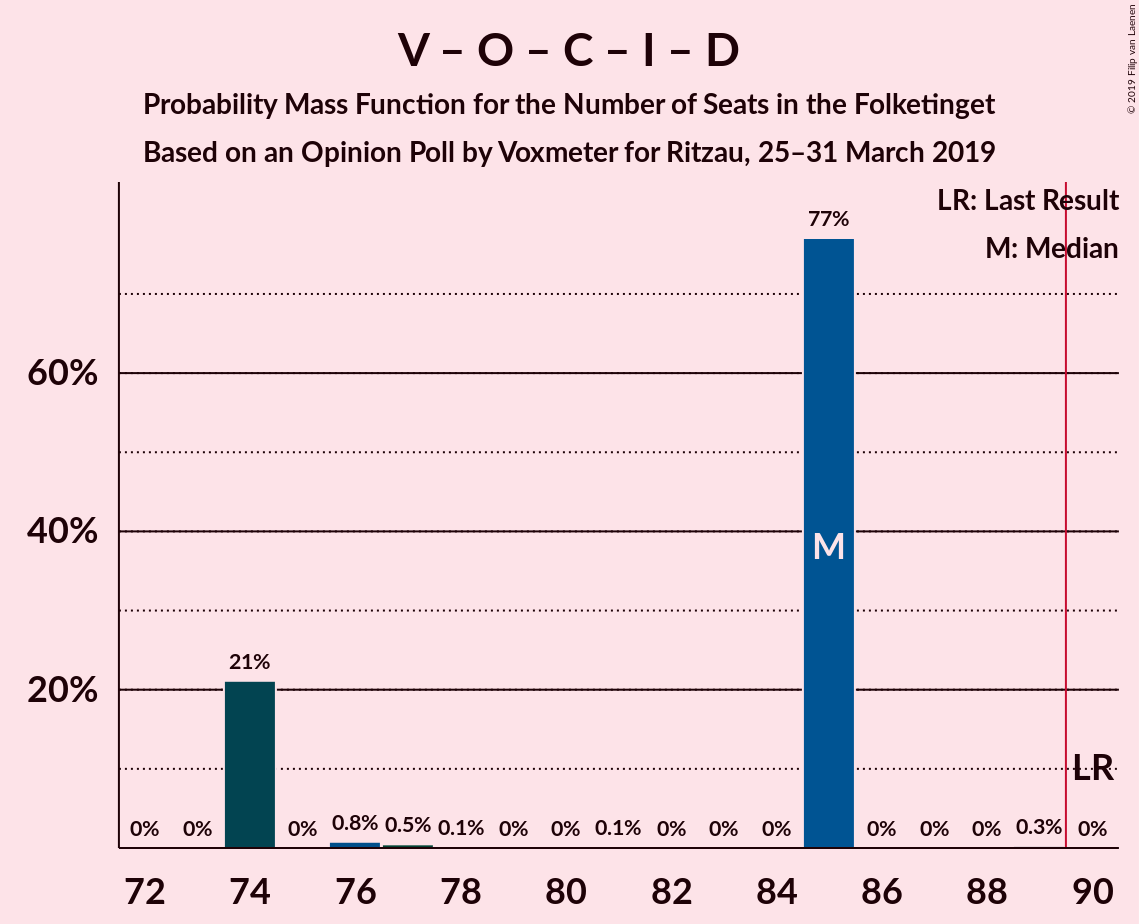 V – O – C – I – D
Probability Mass Function for the Number of Seats in the Folketinget
Based on an Opinion Poll by Voxmeter for Ritzau, 25–31 March 2019
© 2019 Filip van Laenen
LR: Last Result
M: Median
77%
60%
40%
M
21%
20%
LR
0% 0% 0% 0.8% 0.5% 0.1% 0% 0% 0.1% 0% 0% 0% 0% 0% 0% 0.3% 0%
72 74 76 78 80 82 84 86 88 90